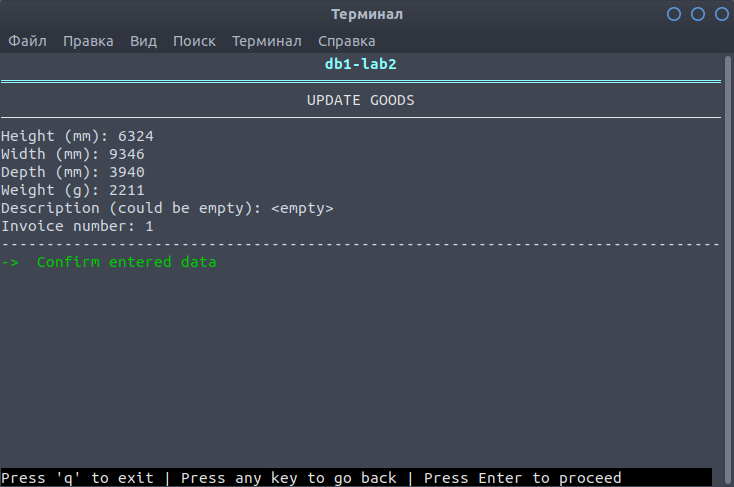 Терминал
Файл Правка Вид Поиск Терминал Справка
db1-lab2
UPDATE GOODS
Height (mm): 6324
Width (mm): 9346
Depth (mm): 3940
Weight (g): 2211
Description (could be empty): <empty>
Invoice number: 1
--------------------------------------------------------------------------------
-> Confirm entered data
Press 'q' to exit | Press any key to go back | Press Enter to proceed